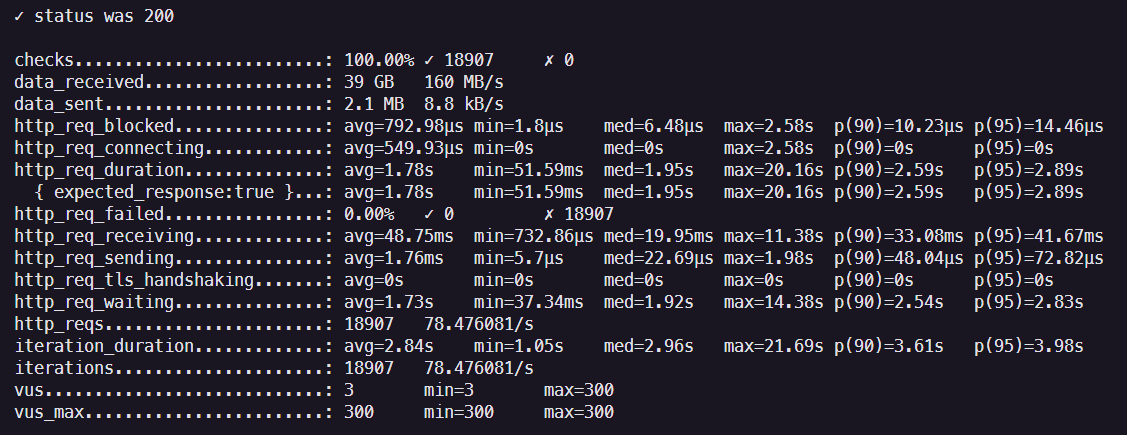 ✓ status was 200
checks.........................: 100.00% ✓ 18907     ✗ 0
data_received..................: 39 GB   160 MB/s
data_sent......................: 2.1 MB  8.8 kB/s
http_req_blocked...............: avg=792.98µs min=1.8µs    med=6.48µs  max=2.58s  p(90)=10.23µs p(95)=14.46µs
http_req_connecting............: avg=549.93µs min=0s       med=0s      max=2.58s  p(90)=0s      p(95)=0s
http_req_duration..............: avg=1.78s    min=51.59ms  med=1.95s   max=20.16s p(90)=2.59s   p(95)=2.89s
  { expected_response:true }...: avg=1.78s    min=51.59ms  med=1.95s   max=20.16s p(90)=2.59s   p(95)=2.89s
http_req_failed................: 0.00%   ✓ 0         ✗ 18907
http_req_receiving.............: avg=48.75ms  min=732.86µs med=19.95ms max=11.38s p(90)=33.08ms p(95)=41.67ms
http_req_sending...............: avg=1.76ms   min=5.7µs    med=22.69µs max=1.98s  p(90)=48.04µs p(95)=72.82µs
http_req_tls_handshaking.......: avg=0s       min=0s       med=0s      max=0s     p(90)=0s      p(95)=0s
http_req_waiting...............: avg=1.73s    min=37.34ms  med=1.92s   max=14.38s p(90)=2.54s   p(95)=2.83s
http_reqs......................: 18907   78.476081/s
iteration_duration.............: avg=2.84s    min=1.05s    med=2.96s   max=21.69s p(90)=3.61s   p(95)=3.98s
iterations.....................: 18907   78.476081/s
vus............................: 3       min=3       max=300
vus_max........................: 300     min=300     max=300